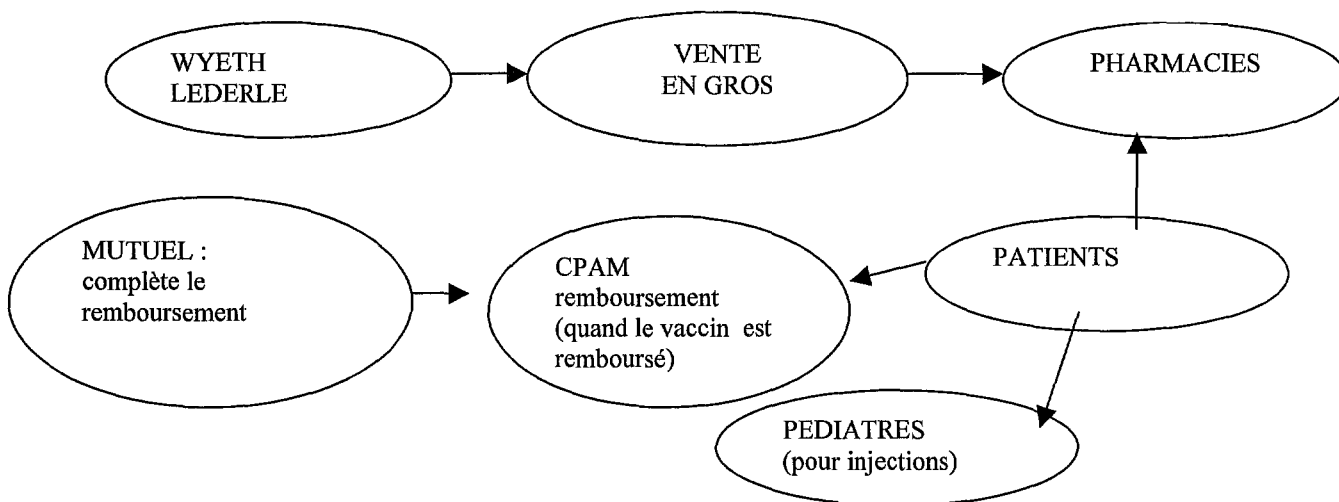 WYETH
LEDERLE
VENTE
EN GROS
PHARMACIES
MUTUEL :
complète le
remboursement
CPAM
remboursement
(quand le vaccin est
remboursé)
PATIENTS
PEDIATRES
(pour injections)